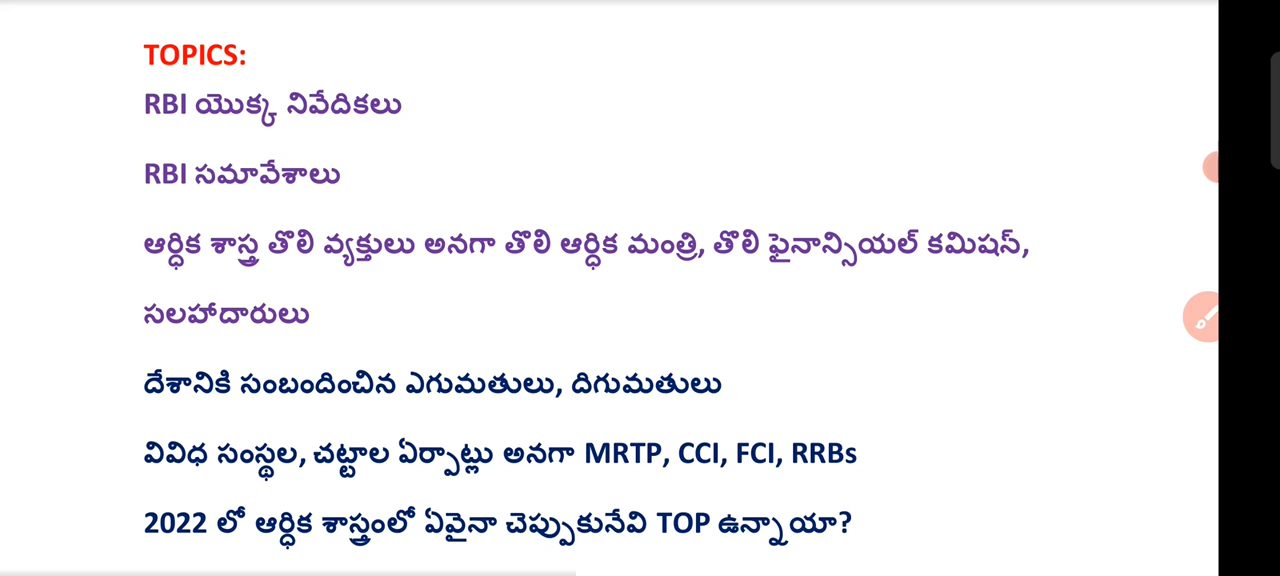 TOPICS:
RBI యొక్క నివేదికలు
RBI సమావేశాలు
ఆర్ధిక శాస్త్ర తొలి వ్యక్తులు అనగా తొలి ఆర్ధిక మంత్రి, తొలి ఫైనాన్సియల్ కమిషన్,
సలహాదారులు
దేశానికి సంబందించిన ఎగుమతులు, దిగుమతులు
వివిధ సంస్థల, చట్టాల ఏర్పాట్లు అనగా MRTP, CCI, FCI, RRBs
2022 లో ఆర్ధిక శాస్త్రంలో ఏవైనా చెప్పుకునేవి TOP ఉన్నాయా?